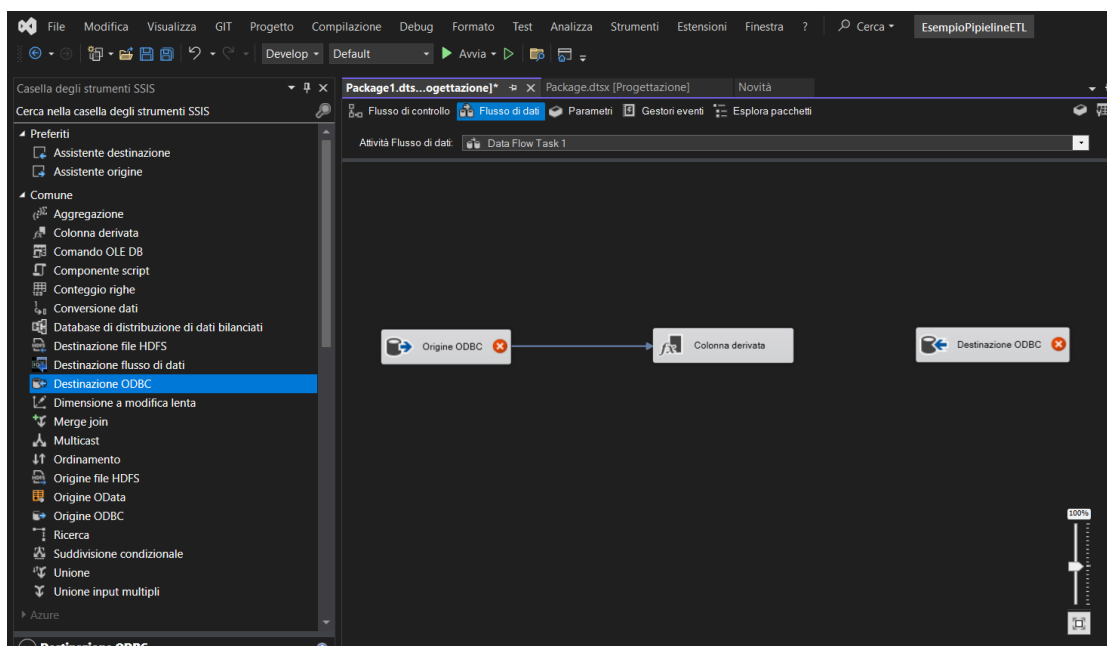 File Modifica Visualizza GIT Progetto Compilazione Debug Formato Test Analizza Strumenti Estensioni Finestra ? Cerca EsempioPipielineETL
Develop Default Avvia
Casella degli strumenti SSIS
Cerca nella casella degli strumenti SSIS
Preferiti
Assistente destinazione
Assistente origine
Comune
Aggregazione
Colonna derivata
Comando OLE DB
Componente script
Conteggio righe
Conversione dati
Database di distribuzione di dati bilanciati
Destinazione file HDFS
Destinazione flusso di dati
Destinazione ODBC
Dimensione a modifica lenta
Merge join
Multicast
Ordinamento
Origine file HDFS
Origine OData
Origine ODBC
Ricerca
Suddivisione condizionale
Unione
Unione input multipli
Azure
Destinazione ODBC
Package1.dts...ogettazione]* Package.dtsx [Progettazione] Novità
Flusso di controllo Flusso di dati Parametri Gestori eventi Esplora pacchetti
Attività Flusso di dati: Data Flow Task 1
Origine ODBC Colonna derivata Destinazione ODBC
100%